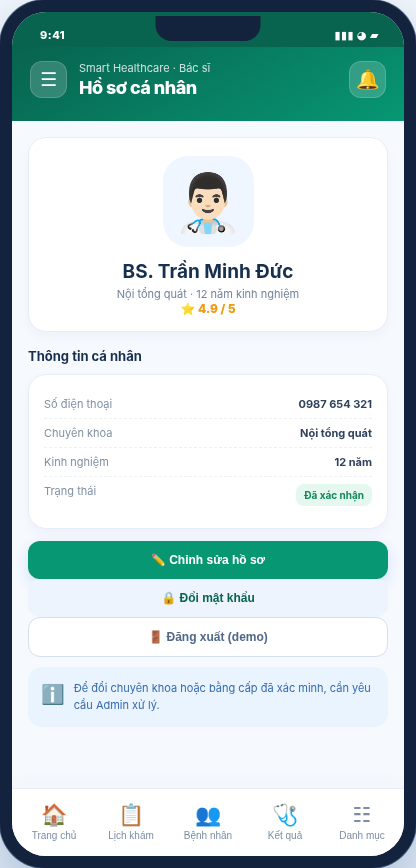 9:41
Smart Healthcare · Bác sĩ
Hồ sơ cá nhân
BS. Trần Minh Đức
Nội tổng quát · 12 năm kinh nghiệm
⭐ 4.9 / 5
Thông tin cá nhân
Số điện thoại 0987 654 321
Chuyên khoa Nội tổng quát
Kinh nghiệm 12 năm
Trạng thái Đã xác nhận
✏️ Chỉnh sửa hồ sơ
🔒 Đổi mật khẩu
🚪 Đăng xuất (demo)
Để đổi chuyên khoa hoặc bằng cấp đã xác minh, cần yêu
cầu Admin xử lý.
Trang chủ Lịch khám Bệnh nhân Kết quả Danh mục